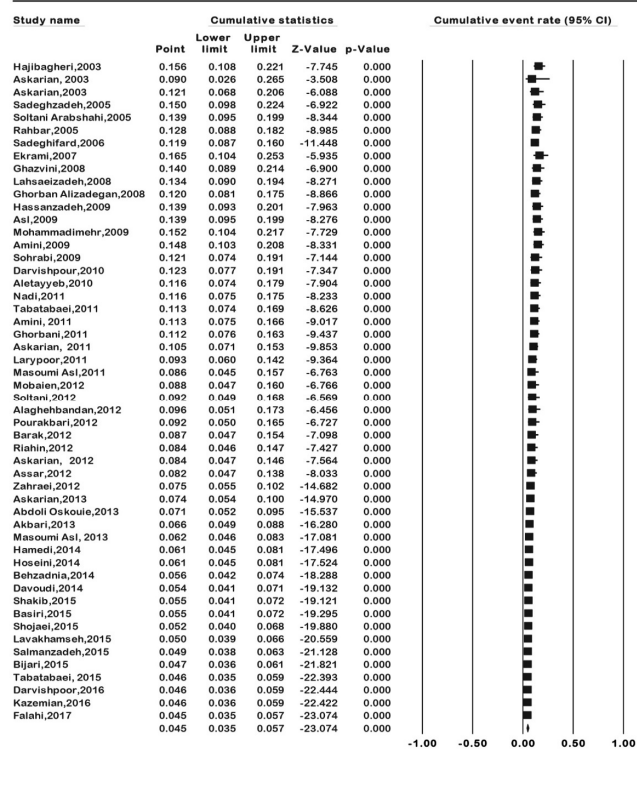 Study name Cumulative statistics Cumulative event rate (95% CI)
Lower Upper
Point limit limit Z-Value p-Value
Hajibagheri,2003 0.156 0.108 0.221 -7.745 0.000
Askarian, 2003 0.090 0.026 0.265 -3.508 0.000
Askarian,2003 0.121 0.068 0.206 -6.088 0.000
Sadeghzadeh,2005 0.150 0.098 0.224 -6.922 0.000
Soltani Arabshahi,2005 0.139 0.095 0.199 -8.344 0.000
Rahbar,2005 0.128 0.088 0.182 -8.985 0.000
Sadeghifard,2006 0.119 0.087 0.160 -11.448 0.000
Ekrami,2007 0.165 0.104 0.253 -5.935 0.000
Ghazvini,2008 0.140 0.089 0.214 -6.900 0.000
Lahsaeizadeh,2008 0.134 0.090 0.194 -8.271 0.000
Ghorban Alizadegan,2008 0.120 0.081 0.175 -8.866 0.000
Hassanzadeh,2009 0.139 0.093 0.201 -7.963 0.000
Asl,2009 0.139 0.095 0.199 -8.276 0.000
Mohammadimehr,2009 0.152 0.104 0.217 -7.729 0.000
Amini,2009 0.148 0.103 0.208 -8.331 0.000
Sohrabi,2009 0.121 0.074 0.191 -7.144 0.000
Darvishpour,2010 0.123 0.077 0.191 -7.347 0.000
Aletayyeb,2010 0.116 0.074 0.179 -7.904 0.000
Nadi,2011 0.116 0.075 0.175 -8.233 0.000
Tabatabaei,2011 0.113 0.074 0.169 -8.626 0.000
Amini, 2011 0.113 0.075 0.166 -9.017 0.000
Ghorbani,2011 0.112 0.076 0.163 -9.437 0.000
Askarian, 2011 0.105 0.071 0.153 -9.853 0.000
Larypoor,2011 0.093 0.060 0.142 -9.364 0.000
Masoumi Asl,2011 0.086 0.045 0.157 -6.763 0.000
Mobaien,2012 0.088 0.047 0.160 -6.766 0.000
Soltani,2012 0.092 0.049 0.168 -6.569 0.000
Alaghehbandan,2012 0.096 0.051 0.173 -6.456 0.000
Pourakbari,2012 0.092 0.050 0.165 -6.727 0.000
Barak,2012 0.087 0.047 0.154 -7.098 0.000
Riahin,2012 0.084 0.046 0.147 -7.427 0.000
Askarian, 2012 0.084 0.047 0.146 -7.564 0.000
Assar,2012 0.082 0.047 0.138 -8.033 0.000
Zahraei,2012 0.075 0.055 0.102 -14.682 0.000
Askarian,2013 0.074 0.054 0.100 -14.970 0.000
Abdoli Oskouie,2013 0.071 0.052 0.095 -15.537 0.000
Akbari,2013 0.066 0.049 0.088 -16.280 0.000
Masoumi Asl, 2013 0.062 0.046 0.083 -17.081 0.000
Hamedi,2014 0.061 0.045 0.081 -17.496 0.000
Hoseini,2014 0.061 0.045 0.081 -17.524 0.000
Behzadnia,2014 0.056 0.042 0.074 -18.288 0.000
Davoudi,2014 0.054 0.041 0.071 -19.132 0.000
Shakib,2015 0.055 0.041 0.072 -19.121 0.000
Basiri,2015 0.055 0.041 0.072 -19.295 0.000
Shojaei,2015 0.052 0.040 0.068 -19.880 0.000
Lavakhamseh,2015 0.050 0.039 0.066 -20.559 0.000
Salmanzadeh,2015 0.049 0.038 0.063 -21.128 0.000
Bijari,2015 0.047 0.036 0.061 -21.821 0.000
Tabatabaei, 2015 0.046 0.035 0.059 -22.393 0.000
Darvishpoor,2016 0.046 0.036 0.059 -22.444 0.000
Kazemian,2016 0.046 0.036 0.059 -22.422 0.000
Falahi,2017 0.045 0.035 0.057 -23.074 0.000
0.045 0.035 0.057 -23.074 0.000
-1.00 -0.50 0.00 0.50 1.00